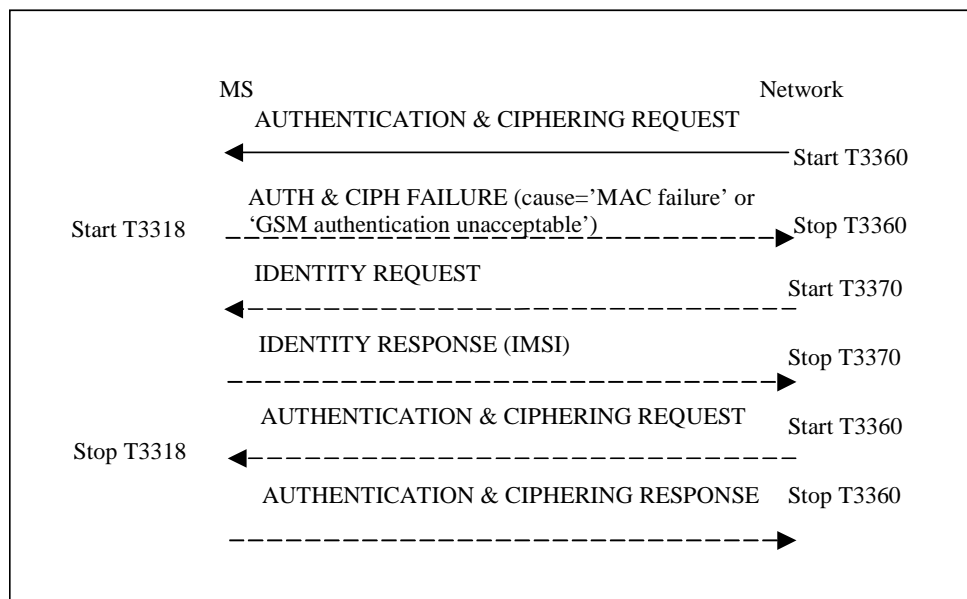 MS
Network
AUTHENTICATION & CIPHERING REQUEST
Start T3360
AUTH & CIPH FAILURE (cause='MAC failure' or
‘GSM authentication unacceptable’)
Start T3318
Stop T3360
IDENTITY REQUEST
Start T3370
IDENTITY RESPONSE (IMSI)
Stop T3370
AUTHENTICATION & CIPHERING REQUEST
Start T3360
Stop T3318
AUTHENTICATION & CIPHERING RESPONSE
Stop T3360